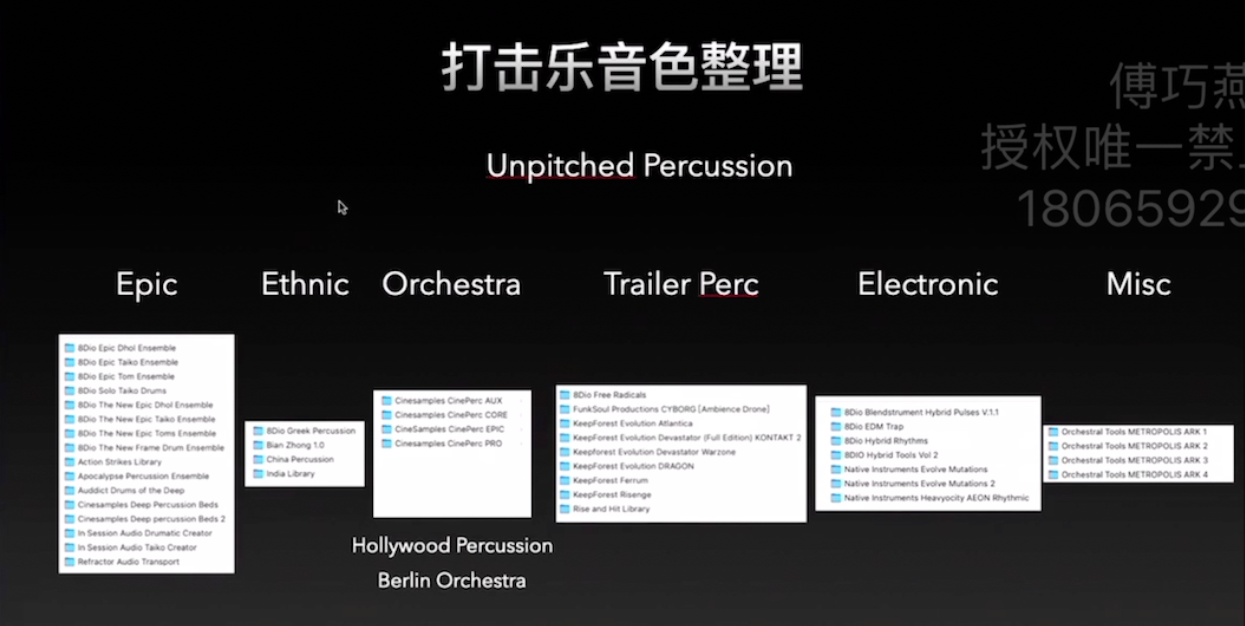 打击乐音色整理
傅巧燕
授权唯一禁
18065929
Unpitched Percussion
Epic
Ethnic
Orchestra
Trailer Perc
Electronic
Misc
8Dio Epic Dhol Ensemble
8Dio Epic Taiko Ensemble
8Dio Epic Tom Ensemble
8Dio Solo Taiko Drums
8Dio The New Epic Dhol Ensemble
8Dio The New Epic Taiko Ensemble
8Dio The New Epic Toms Ensemble
8Dio The New Frame Drum Ensemble
Action Strikes Library
Apocalypse Percussion Ensemble
Auddict Drums of the Deep
Cinesamples Deep Percussion Beds
Cinesamples Deep percussion Beds 2
In Session Audio Drumatic Creator
In Session Audio Taiko Creator
Refractor Audio Transport
8Dio Greek Percussion
Bian Zhong 1.0
China Percussion
India Library
Cinesamples CinePerc AUX
Cinesamples CinePerc CORE
CineSamples CinePerc EPIC
Cinesamples CinePerc PRO
Hollywood Percussion
Berlin Orchestra
8Dio Free Radicals
FunkSoul Productions CYBORG [Ambience Drone]
KeepForest Evolution Atlantica
KeepForest Evolution Devastator (Full Edition) KONTAKT 2
Keepforest Evolution Devastator Warzone
KeepForest Evolution DRAGON
KeepForest Ferrum
KeepForest Risenge
Rise and Hit Library
8Dio Blendstrument Hybrid Pulses V.1.1
8Dio EDM Trap
8Dio Hybrid Rhythms
8DIO Hybrid Tools Vol 2
Native Instruments Evolve Mutations
Native Instruments Evolve Mutations 2
Native Instruments Heavyocity AEON Rhythmic
Orchestral Tools METROPOLIS ARK 1
Orchestral Tools METROPOLIS ARK 2
Orchestral Tools METROPOLIS ARK 3
Orchestral Tools METROPOLIS ARK 4